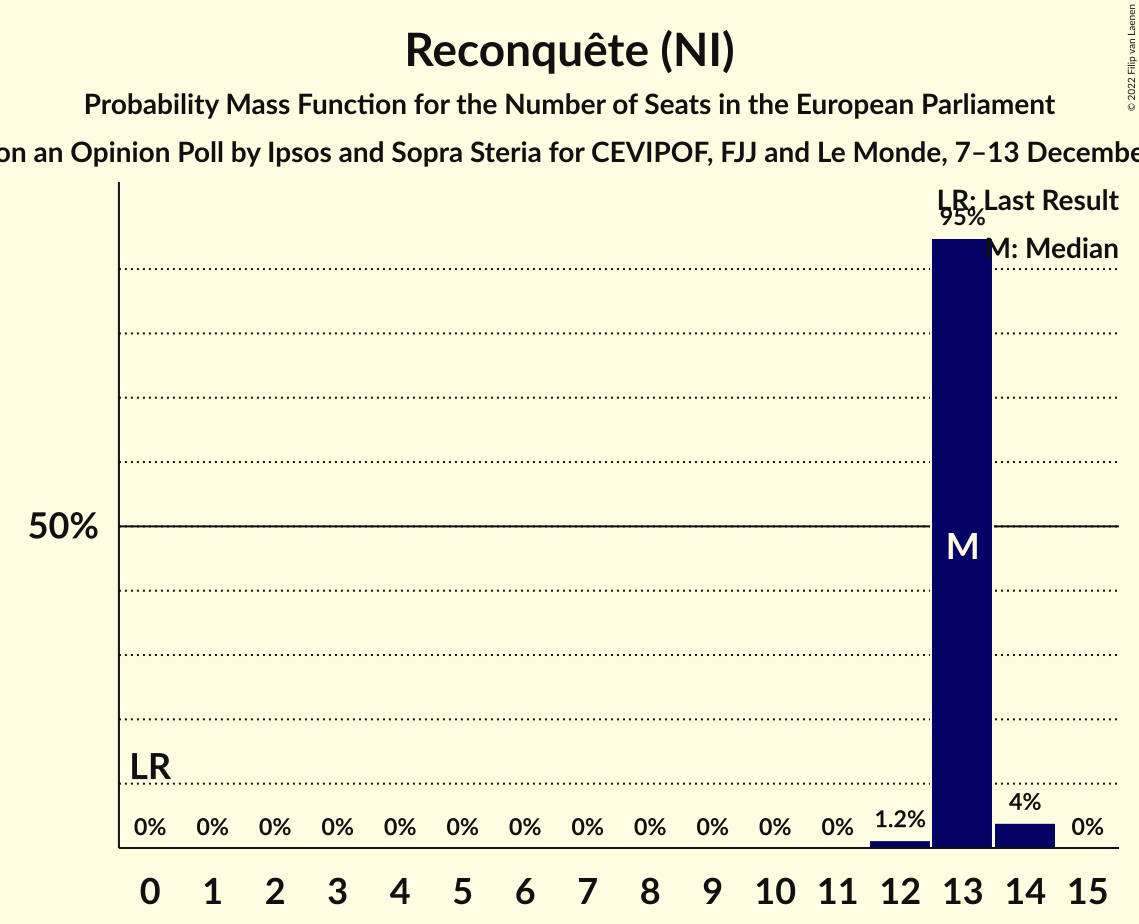 Reconquête (NI)
Probability Mass Function for the Number of Seats in the European Parliament
on an Opinion Poll by Ipsos and Sopra Steria for CEVIPOF, FJJ and Le Monde, 7–13 Decembe
© 2022 Filip van Laenen
LR: Last Result
95%
M: Median
50%
M
LR
0% 0% 0% 0% 0% 0% 0% 0% 0% 0% 0% 0% 1.2% 4% 0%
0 1 2 3 4 5 6 7 8 9 10 11 12 13 14 15